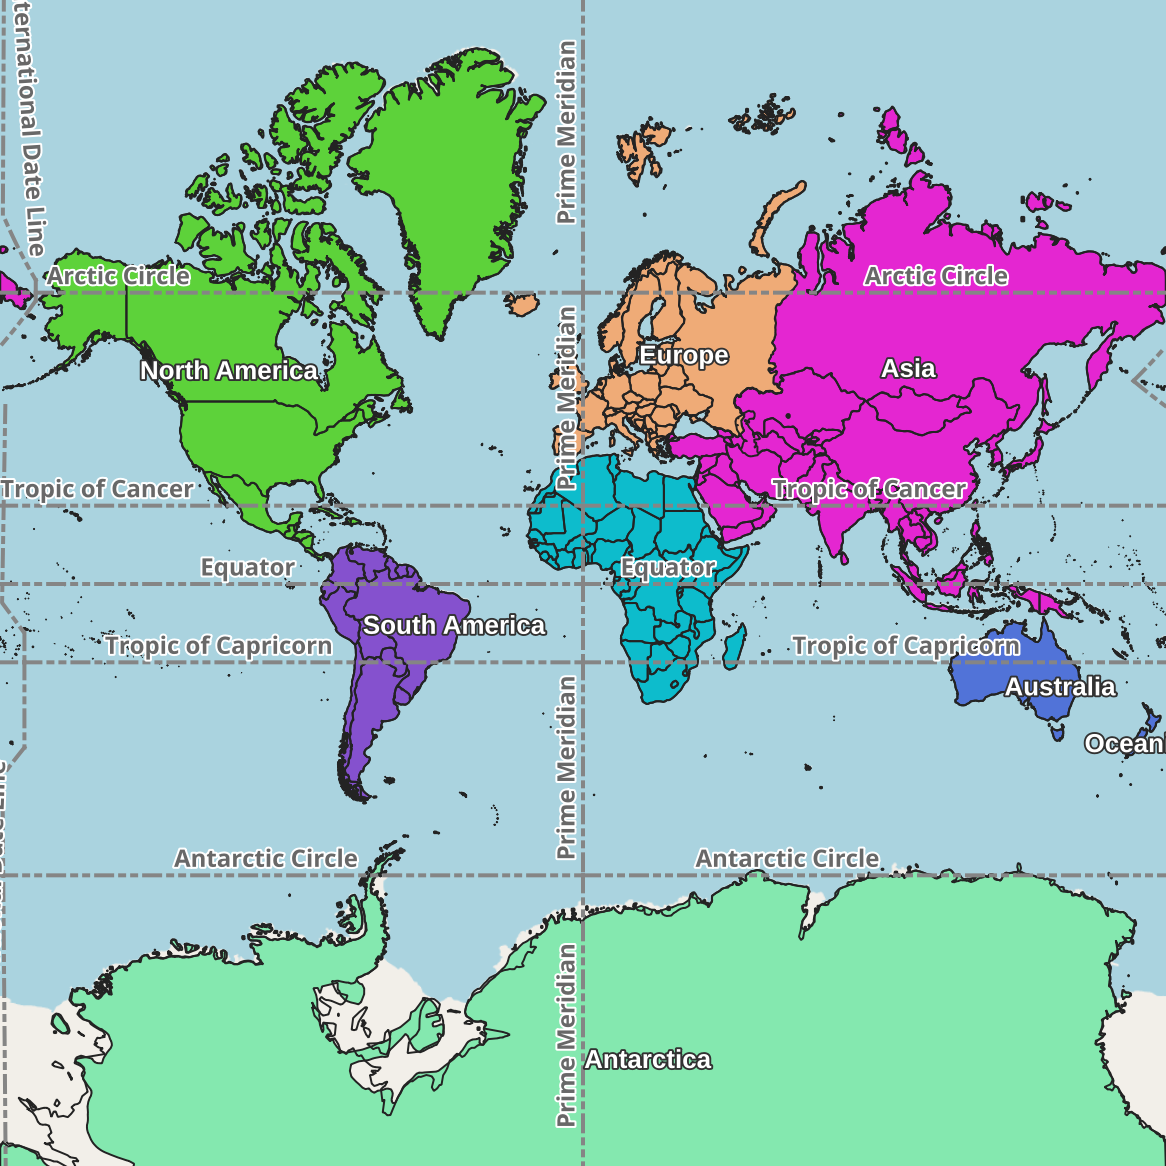 ternational Date Line
Prime Meridian
Arctic Circle
Arctic Circle
North America
Prime Meridian
Europe
Asia
Tropic of Cancer
Tropic of Cancer
Equator
Equator
South America
Tropic of Capricorn
Tropic of Capricorn
Australia
Prime Meridian
Oceani
Antarctic Circle
Antarctic Circle
Prime Meridian
Antarctica